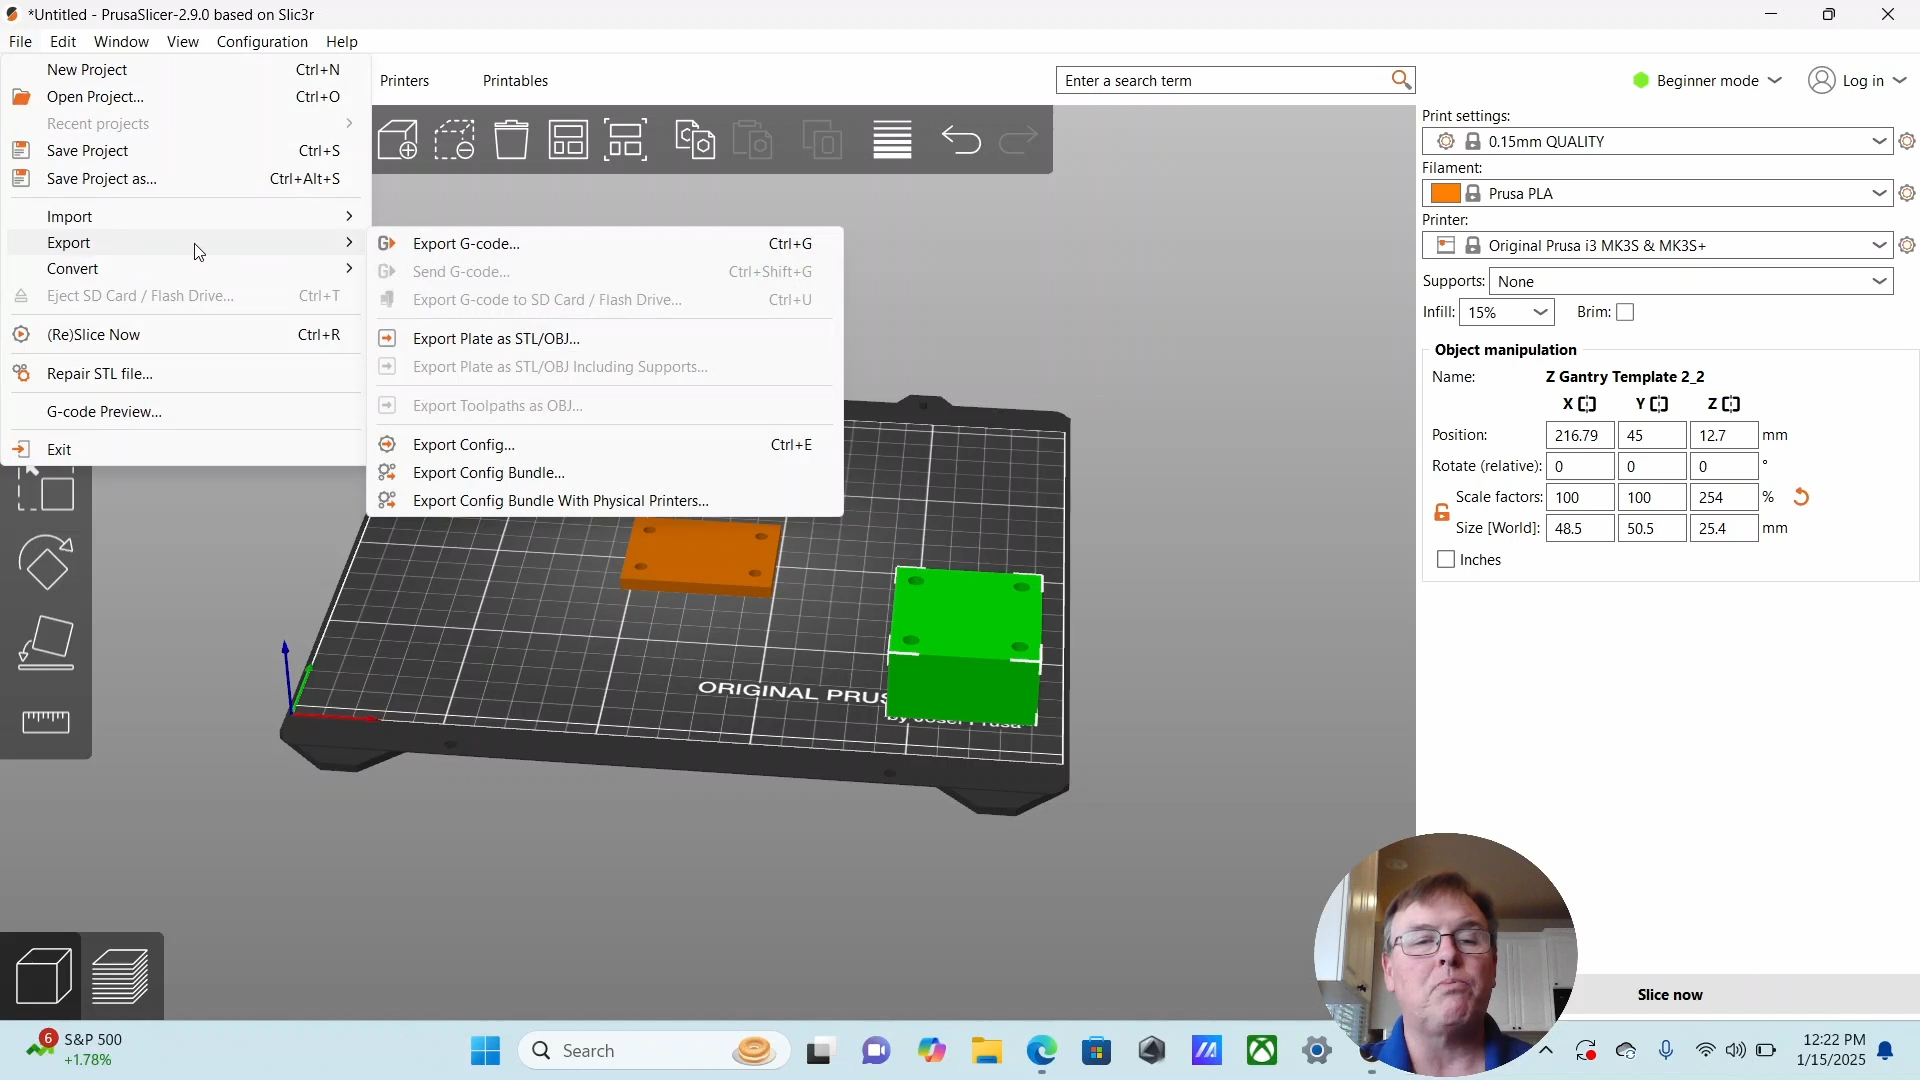 *Untitled - PrusaSlicer-2.9.0 based on Slic3r
File Edit Window View Configuration Help
New Project Ctrl+N
Open Project... Ctrl+O
Recent projects
Save Project Ctrl+S
Save Project as... Ctrl+Alt+S
Import
Export
Convert
Eject SD Card / Flash Drive... Ctrl+T
(Re)Slice Now Ctrl+R
Repair STL file...
G-code Preview...
Exit
Printers Printables
Enter a search term
Beginner mode
Log in
Export G-code... Ctrl+G
Send G-code... Ctrl+Shift+G
Export G-code to SD Card / Flash Drive... Ctrl+U
Export Plate as STL/OBJ...
Export Plate as STL/OBJ Including Supports...
Export Toolpaths as OBJ...
Export Config... Ctrl+E
Export Config Bundle...
Export Config Bundle With Physical Printers...
Print settings:
0.15mm QUALITY
Filament:
Prusa PLA
Printer:
Original Prusa i3 MK3S & MK3S+
Supports: None
Infill: 15% Brim:
Object manipulation
Name: Z Gantry Template 2_2
X Y Z
Position: 216.79 45 12.7 mm
Rotate (relative): 0 0 0 °
Scale factors: 100 100 254 %
Size [World]: 48.5 50.5 25.4 mm
Inches
ORIGINAL PRUS
by Josef Prusa
Slice now
6
S&P 500
+1.78%
Search
12:22 PM
1/15/2025